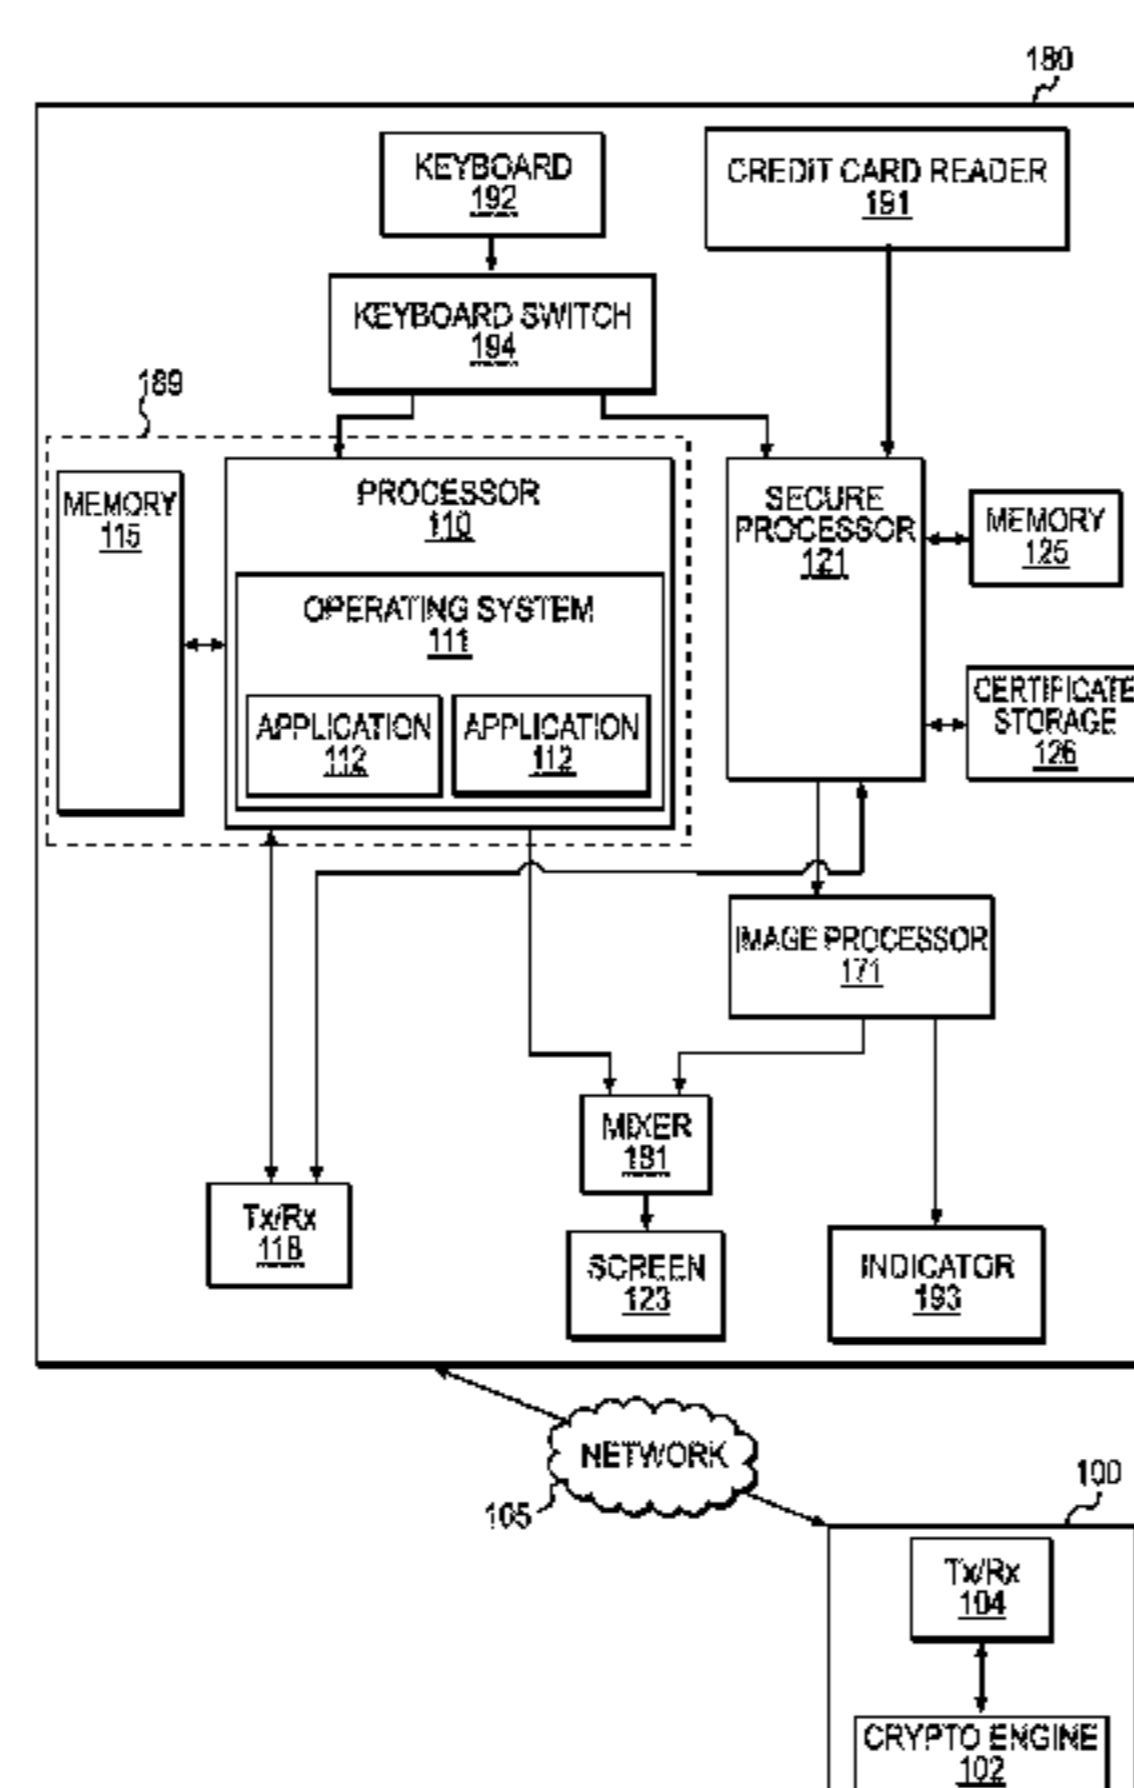 180
KEYBOARD
192
CREDIT CARD READER
191
KEYBOARD SWITCH
194
189
MEMORY
115
PROCESSOR
110
SECURE
PROCESSOR
121
MEMORY
125
OPERATING SYSTEM
111
APPLICATION
112
APPLICATION
112
CERTIFICATE
STORAGE
126
IMAGE PROCESSOR
171
MIXER
181
Tx/Rx
118
SCREEN
123
INDICATOR
193
NETWORK
105
100
Tx/Rx
104
CRYPTO ENGINE
102